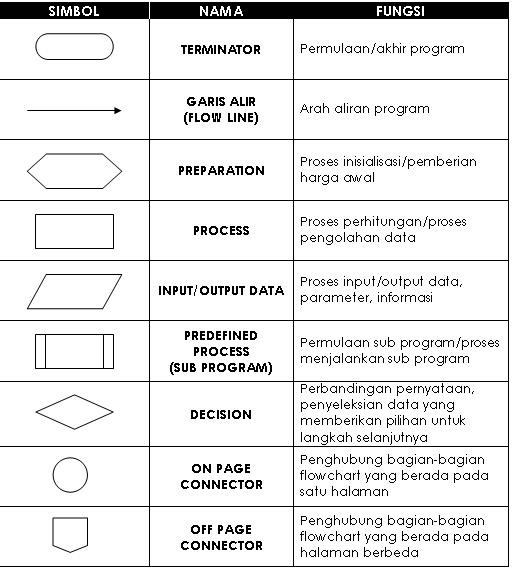 SIMBOL NAMA FUNGSI
TERMINATOR Permulaan/akhir program
GARIS ALIR
(FLOW LINE)
Arah aliran program
PREPARATION
Proses inisialisasi/pemberian
harga awal
PROCESS
Proses perhitungan/proses
pengolahan data
INPUT/OUTPUT DATA
Proses input/output data,
parameter, informasi
PREDEFINED
PROCESS
(SUB PROGRAM)
Permulaan sub program/proses
menjalankan sub program
DECISION
Perbandingan pernyataan,
penyeleksian data yang
memberikan pilihan untuk
langkah selanjutnya
ON PAGE
CONNECTOR
Penghubung bagian-bagian
flowchart yang berada pada
satu halaman
OFF PAGE
CONNECTOR
Penghubung bagian-bagian
flowchart yang berada pada
halaman berbeda